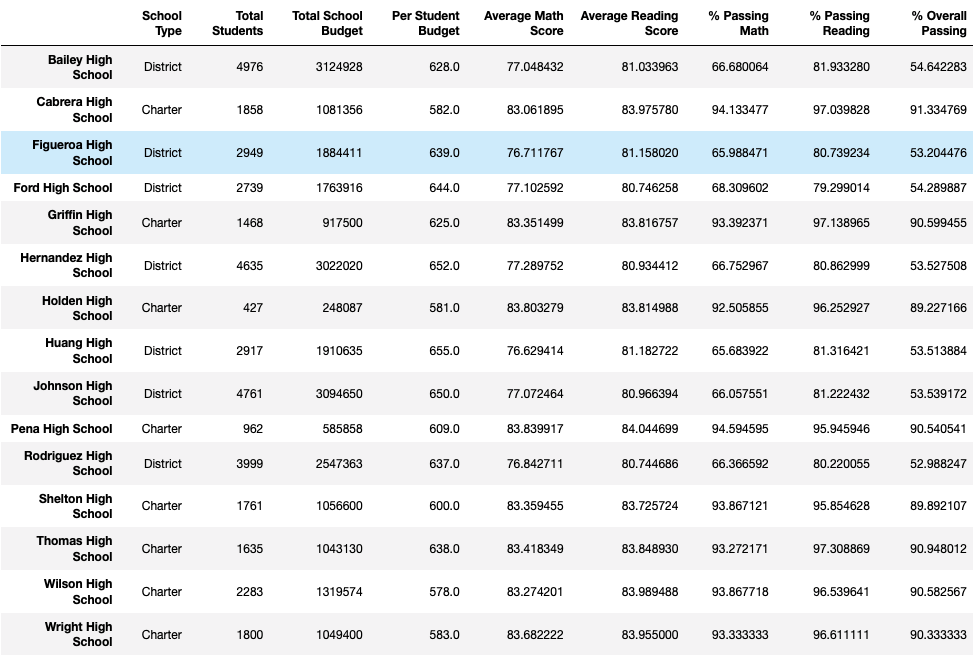 School Type Total Students Total School Budget Per Student Budget Average Math Score Average Reading Score % Passing Math % Passing Reading % Overall Passing
Bailey High School District 4976 3124928 628.0 77.048432 81.033963 66.680064 81.933280 54.642283
Cabrera High School Charter 1858 1081356 582.0 83.061895 83.975780 94.133477 97.039828 91.334769
Figueroa High School District 2949 1884411 639.0 76.711767 81.158020 65.988471 80.739234 53.204476
Ford High School District 2739 1763916 644.0 77.102592 80.746258 68.309602 79.299014 54.289887
Griffin High School Charter 1468 917500 625.0 83.351499 83.816757 93.392371 97.138965 90.599455
Hernandez High School District 4635 3022020 652.0 77.289752 80.934412 66.752967 80.862999 53.527508
Holden High School Charter 427 248087 581.0 83.803279 83.814988 92.505855 96.252927 89.227166
Huang High School District 2917 1910635 655.0 76.629414 81.182722 65.683922 81.316421 53.513884
Johnson High School District 4761 3094650 650.0 77.072464 80.966394 66.057551 81.222432 53.539172
Pena High School Charter 962 585858 609.0 83.839917 84.044699 94.594595 95.945946 90.540541
Rodriguez High School District 3999 2547363 637.0 76.842711 80.744686 66.366592 80.220055 52.988247
Shelton High School Charter 1761 1056600 600.0 83.359455 83.725724 93.867121 95.854628 89.892107
Thomas High School Charter 1635 1043130 638.0 83.418349 83.848930 93.272171 97.308869 90.948012
Wilson High School Charter 2283 1319574 578.0 83.274201 83.989488 93.867718 96.539641 90.582567
Wright High School Charter 1800 1049400 583.0 83.682222 83.955000 93.333333 96.611111 90.333333